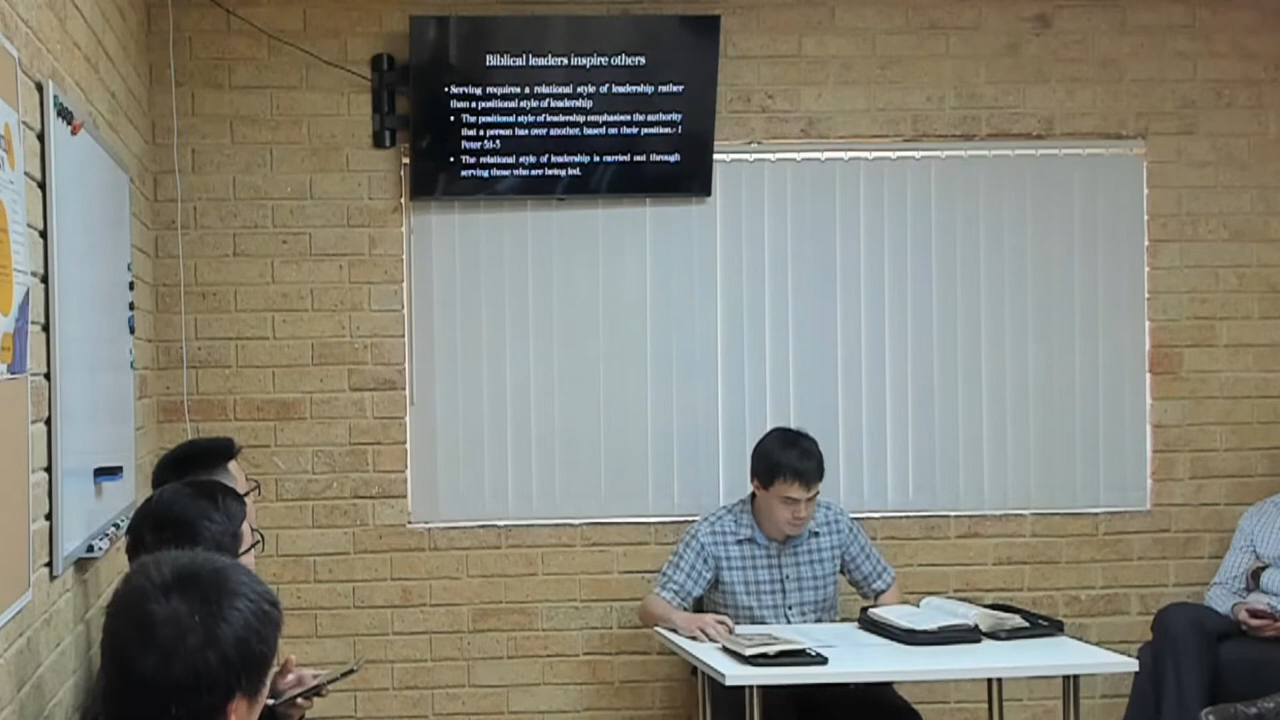 Biblical leaders inspire others
• Serving requires a relational style of leadership rather
than a positional style of leadership
• The positional style of leadership emphasises the authority
that a person has over another, based on their position.- 1
Peter 5:1-3
• The relational style of leadership is carried out through
serving those who are being led.